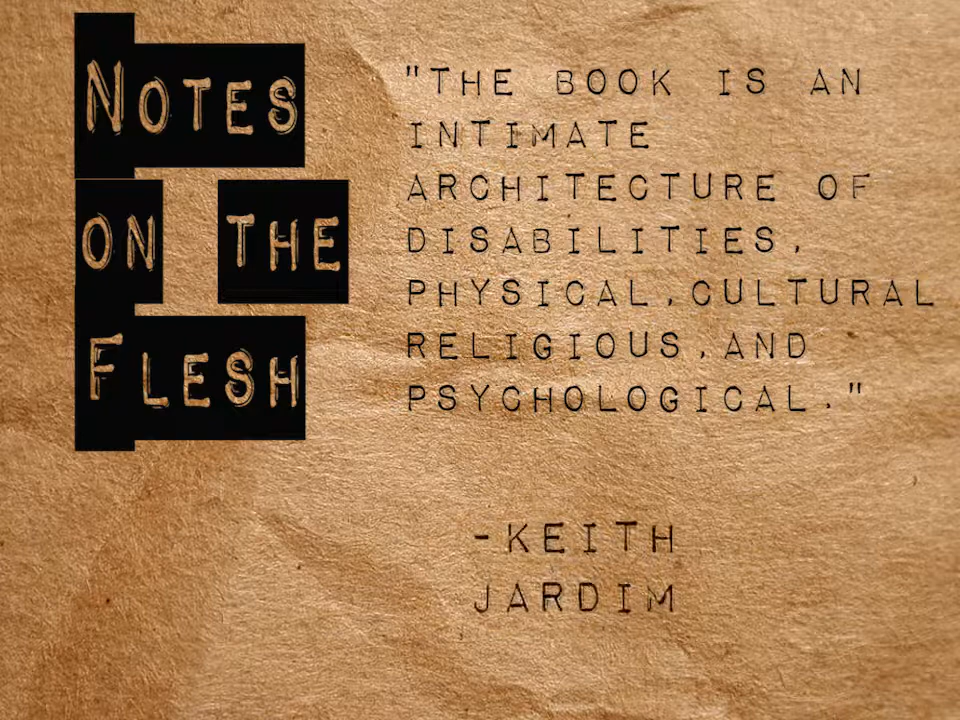 Notes
on the
Flesh
"THE BOOK IS AN
INTIMATE
ARCHITECTURE OF
DISABILITIES,
PHYSICAL,CULTURAL
RELIGIOUS,AND
PSYCHOLOGICAL."
-KEITH
JARDIM